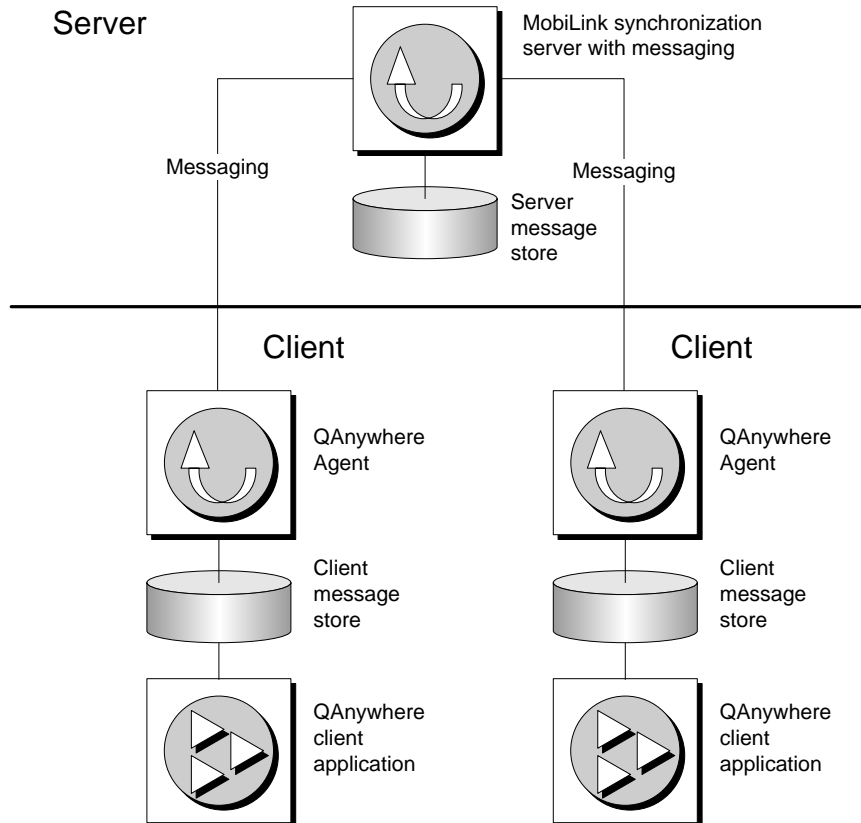 Server
MobiLink synchronization
server with messaging
Messaging
Messaging
Server
message
store
Client
Client
QAnywhere
Agent
QAnywhere
Agent
Client
message
store
Client
message
store
QAnywhere
client
application
QAnywhere
client
application